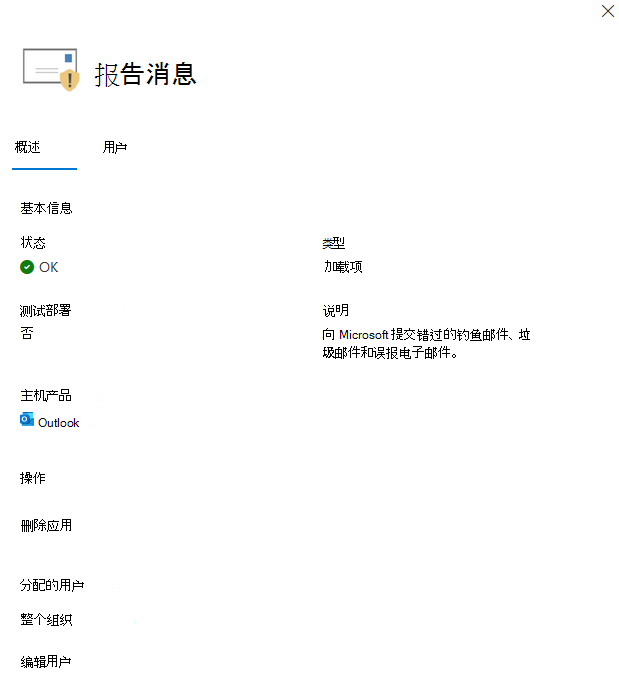 报告消息
概述 用户
基本信息
状态 类型
OK 加载项
测试部署 说明
否 向 Microsoft 提交错过的钓鱼邮件、垃
圾邮件和误报电子邮件。
主机产品
Outlook
操作
删除应用
分配的用户
整个组织
编辑用户